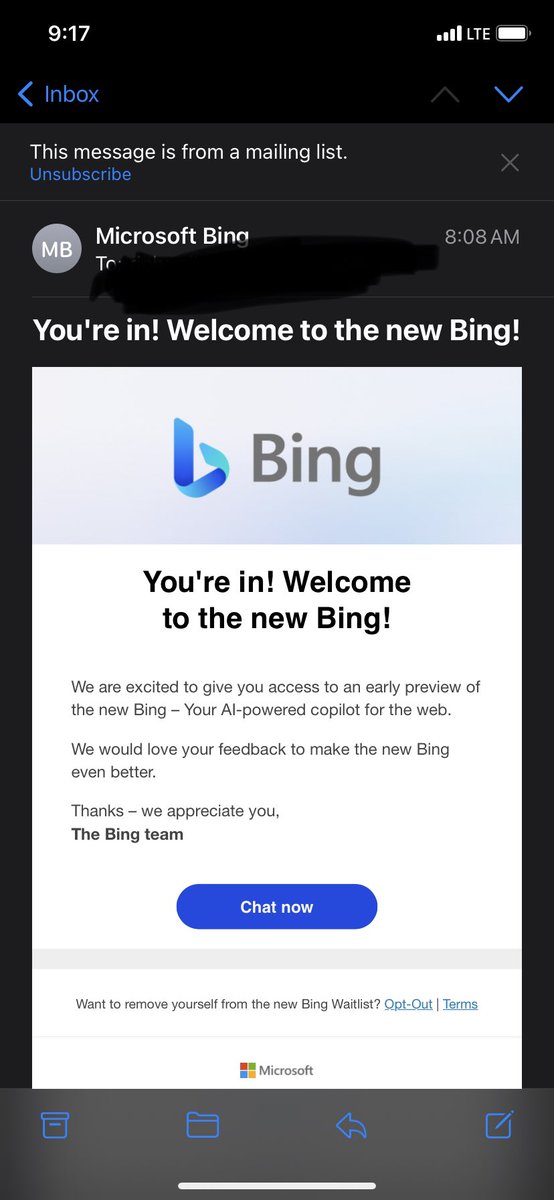 9:17
LTE
Inbox
This message is from a mailing list.
Unsubscribe
MB
Microsoft Bing
8:08 AM
You're in! Welcome to the new Bing!
Bing
You're in! Welcome
to the new Bing!
We are excited to give you access to an early preview of
the new Bing – Your AI-powered copilot for the web.
We would love your feedback to make the new Bing
even better.
Thanks – we appreciate you,
The Bing team
Chat now
Want to remove yourself from the new Bing Waitlist? Opt-Out | Terms
Microsoft